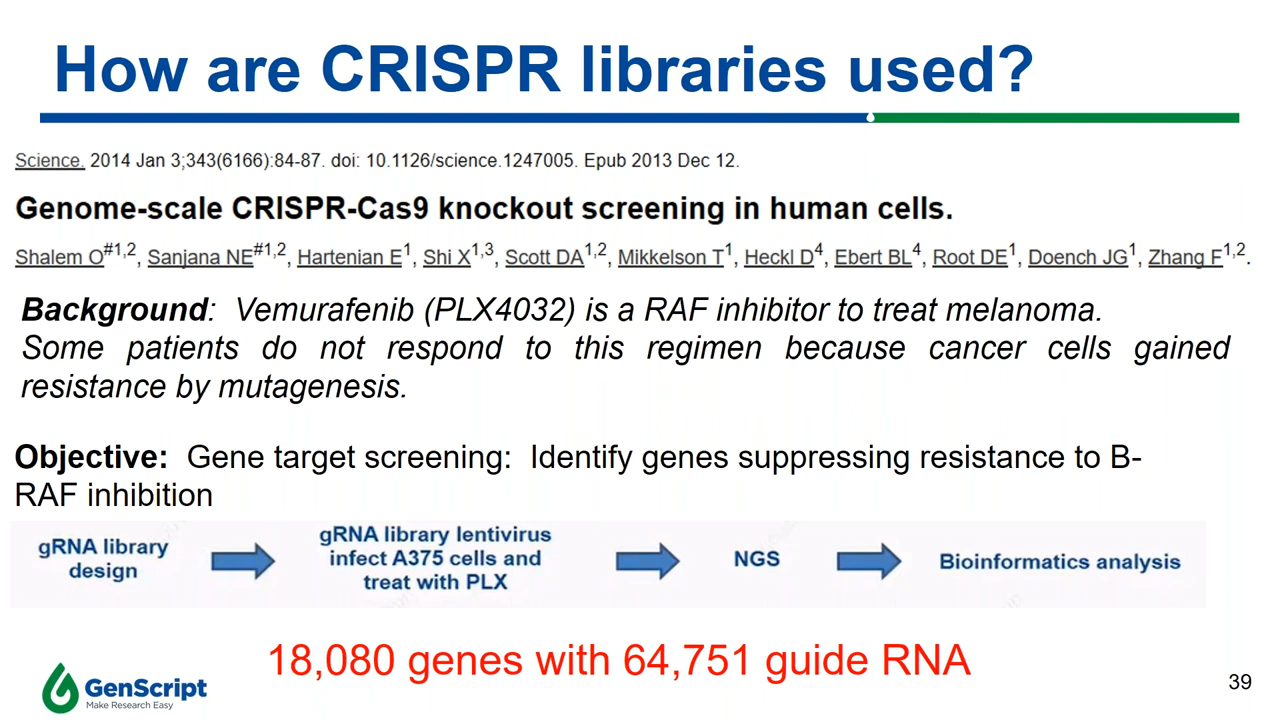 How are CRISPR libraries used?
Science. 2014 Jan 3;343(6166):84-87. doi: 10.1126/science.1247005. Epub 2013 Dec 12.
Genome-scale CRISPR-Cas9 knockout screening in human cells.
Shalem O#1,2, Sanjana NE#1,2, Hartenian E1, Shi X1,3, Scott DA1,2, Mikkelson T1, Heckl D4, Ebert BL4, Root DE1, Doench JG1, Zhang F1,2.
Background: Vemurafenib (PLX4032) is a RAF inhibitor to treat melanoma.
Some patients do not respond to this regimen because cancer cells gained
resistance by mutagenesis.
Objective: Gene target screening: Identify genes suppressing resistance to B-
RAF inhibition
gRNA library
design
gRNA library lentivirus
infect A375 cells and
treat with PLX
NGS
Bioinformatics analysis
18,080 genes with 64,751 guide RNA
GenScript
Make Research Easy
39